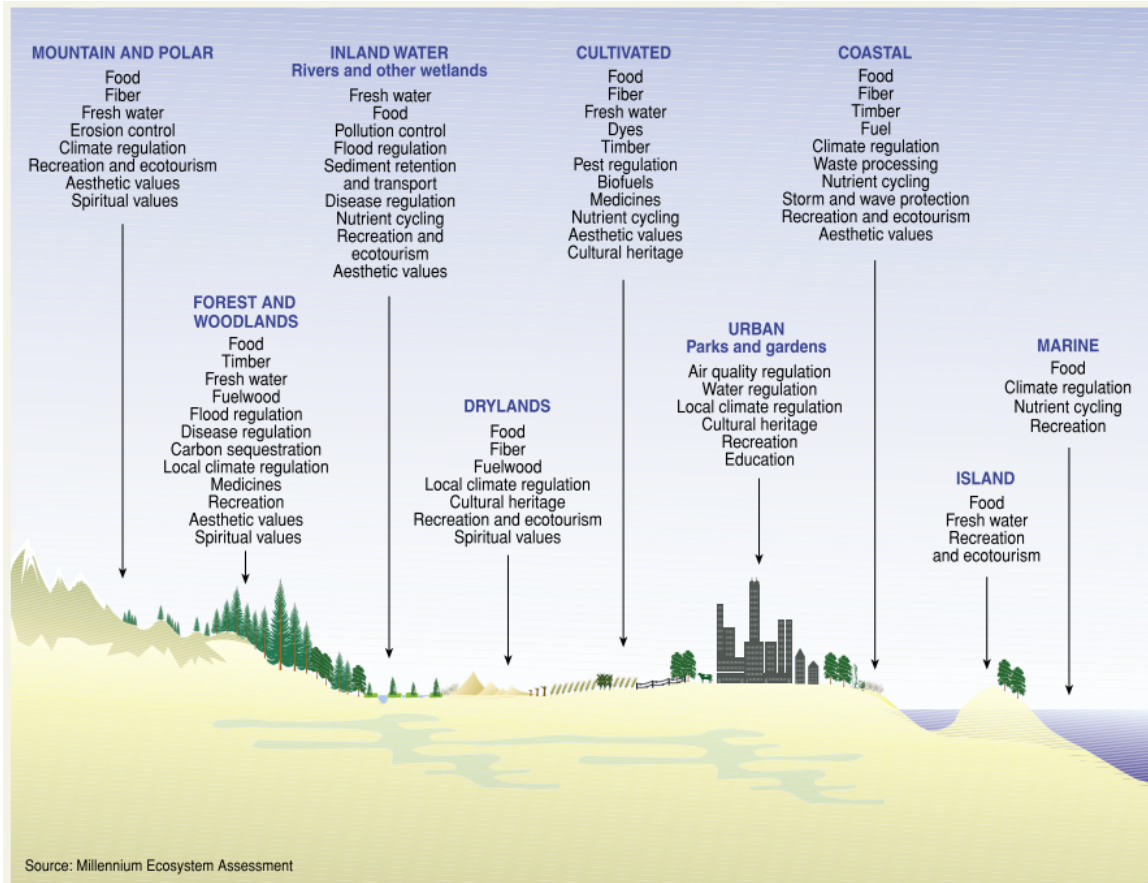 MOUNTAIN AND POLAR
Food
Fiber
Fresh water
Erosion control
Climate regulation
Recreation and ecotourism
Aesthetic values
Spiritual values
INLAND WATER
Rivers and other wetlands
Fresh water
Food
Pollution control
Flood regulation
Sediment retention
and transport
Disease regulation
Nutrient cycling
Recreation and
ecotourism
Aesthetic values
CULTIVATED
Food
Fiber
Fresh water
Dyes
Timber
Pest regulation
Biofuels
Medicines
Nutrient cycling
Aesthetic values
Cultural heritage
COASTAL
Food
Fiber
Timber
Fuel
Climate regulation
Waste processing
Nutrient cycling
Storm and wave protection
Recreation and ecotourism
Aesthetic values
FOREST AND
WOODLANDS
Food
Timber
Fresh water
Fuelwood
Flood regulation
Disease regulation
Carbon sequestration
Local climate regulation
Medicines
Recreation
Aesthetic values
Spiritual values
DRYLANDS
Food
Fiber
Fuelwood
Local climate regulation
Cultural heritage
Recreation and ecotourism
Spiritual values
URBAN
Parks and gardens
Air quality regulation
Water regulation
Local climate regulation
Cultural heritage
Recreation
Education
MARINE
Food
Climate regulation
Nutrient cycling
Recreation
ISLAND
Food
Fresh water
Recreation
and ecotourism
Source: Millennium Ecosystem Assessment